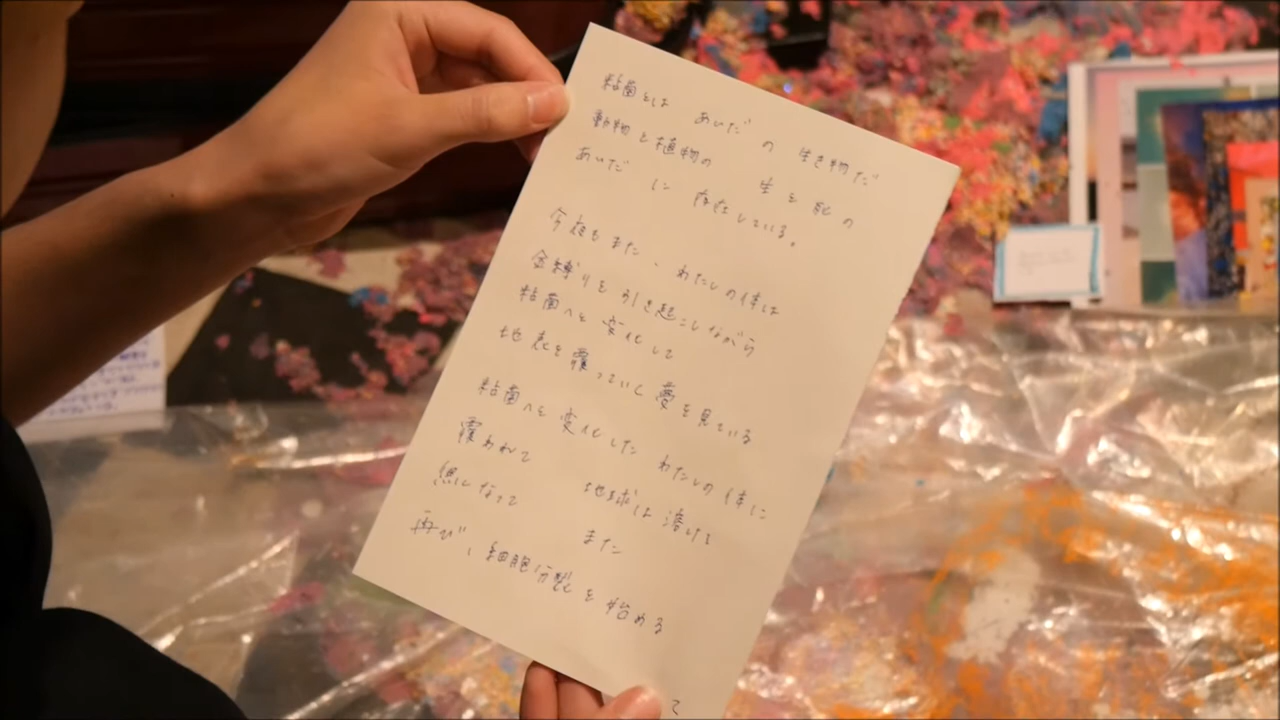 粘菌とは あいだ の 生き物だ
動物と植物の 生と死の
あいだ に 存在している。
今夜もまた、わたしの体は
金縛りを引き起こしながら
粘菌へと変化して
地表を覆っていく夢を見ている
粘菌へと変化した わたしの体に
覆われて 地球は溶ける
無になって また
再び、細胞分裂を始める
て